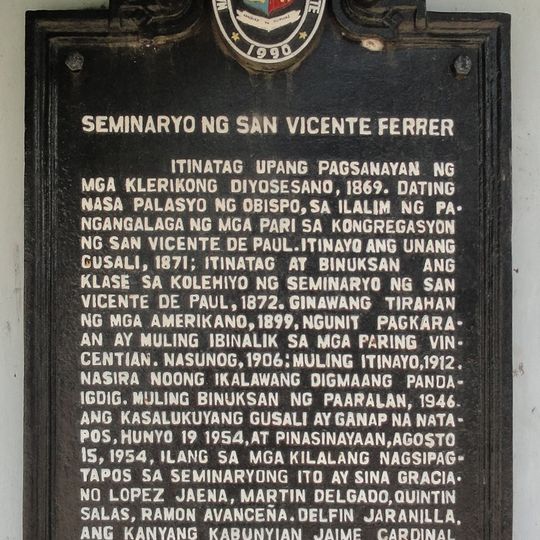 1990
SEMINARYO NG SAN VICENTE FERRER
ITINATAG UPANG PAGSANAYAN NG
MGA KLERIKONG DIYOSESANO, 1869. DATING
NASA PALASYO NG OBISPO, SA ILALIM NG PA-
NGANGALAGA NG MGA PARI SA KONGREGASYON
NG SAN VICENTE DE PAUL. ITINAYO ANG UNANG
GUSALI, 1871; ITINATAG AT BINUKSAN ANG
KLASE SA KOLEHIYO NG SEMINARYO NG SAN
VICENTE DE PAUL, 1872. GINAWANG TIRAHAN
NG MGA AMERIKANO, 1899, NGUNIT PAGKARA-
AN AY MULING IBINALIK SA MGA PARING VIN-
CENTIAN. NASUNOG, 1906; MULING ITINAYO, 1912.
NASIRA NOONG IKALAWANG DIGMAANG PANDA-
IGDIG. MULING BINUKSAN NG PAARALAN, 1946.
ANG KASALUKUYANG GUSALI AY GANAP NA NATA-
POS, HUNYO 19 1954, AT PINASINAYAAN, AGOSTO
15, 1954, ILANG SA MGA KILALANG NAGSIPAG-
TAPOS SA SEMINARYONG ITO AY SINA GRACIA-
NO LOPEZ JAENA, MARTIN DELGADO, QUINTIN
SALAS, RAMON AVANCEÑA. DELFIN JARANILLA,
ANG KANYANG KABUNYIAN JAIME CARDINAL